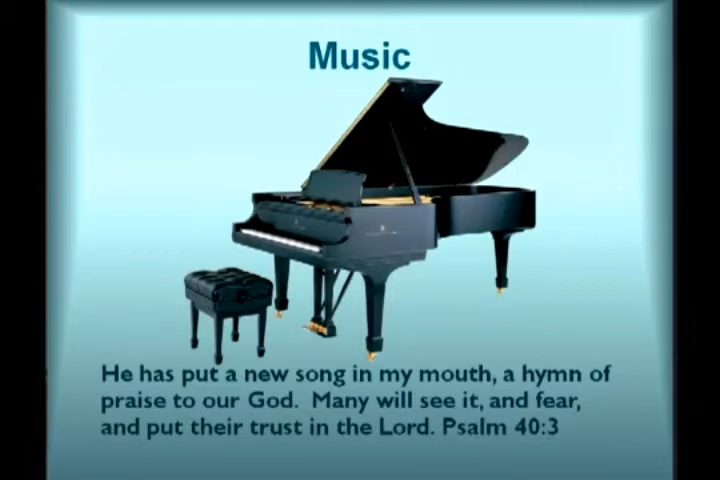 Music
He has put a new song in my mouth, a hymn of
praise to our God.  Many will see it, and fear,
and put their trust in the Lord. Psalm 40:3